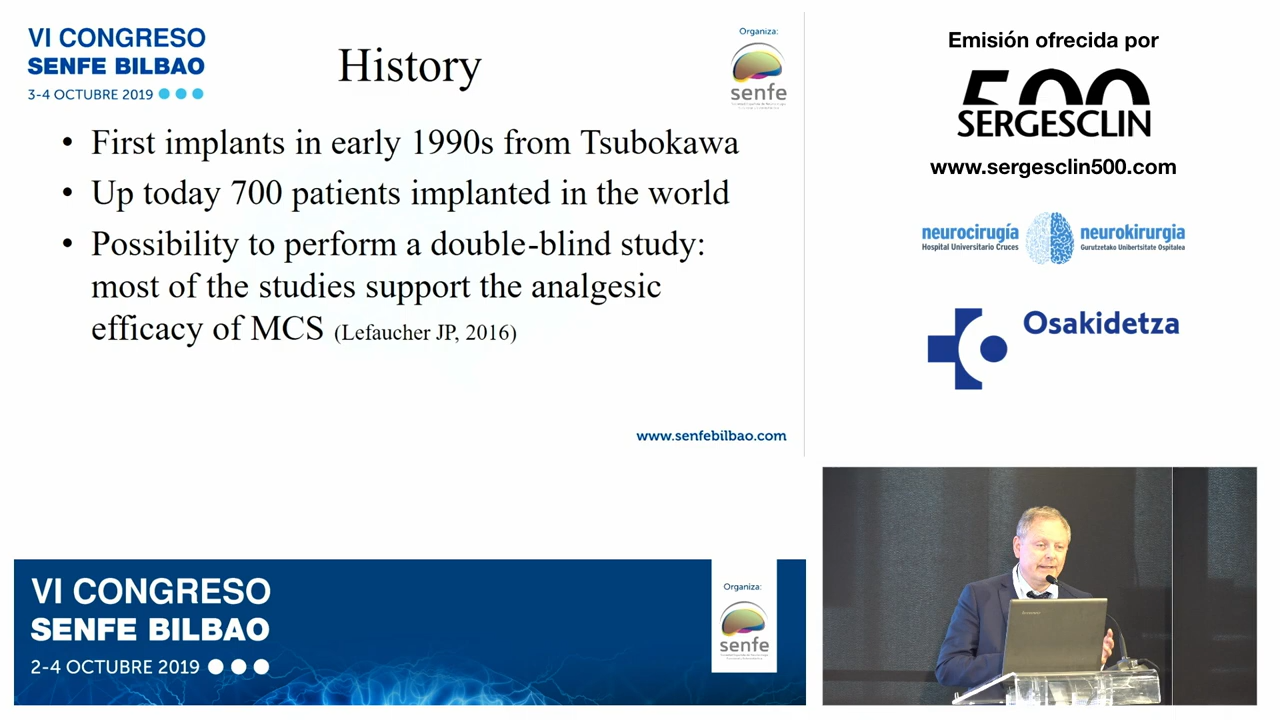 VI CONGRESO
SENFE BILBAO
3-4 OCTUBRE 2019
History
Organiza:
senfe
• First implants in early 1990s from Tsubokawa
• Up today 700 patients implanted in the world
• Possibility to perform a double-blind study:
most of the studies support the analgesic
efficacy of MCS (Lefaucher JP, 2016)
www.senfebilbao.com
Emisión ofrecida por
500
SERGESCLIN
www.sergesclin500.com
neurocirugía
Hospital Universitario Cruces
neurokirurgia
Gurutzetako Unibertsitate Ospitalea
Osakidetza
VI CONGRESO
SENFE BILBAO
2-4 OCTUBRE 2019
Organiza:
senfe